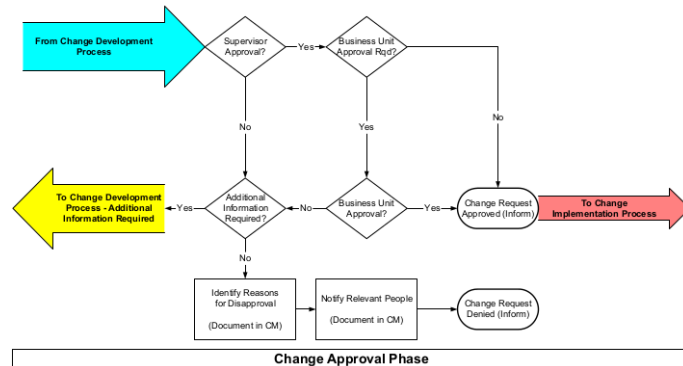 From Change Development
Process
Supervisor
Approval?
Yes
Business Unit
Approval Rqd?
No
Yes
No
To Change Development
Process - Additional
Information Required
Yes
Additional
Information
Required?
No
Business Unit
Approval?
Yes
Change Request
Approved (Inform)
To Change
Implementation Process
No
Identify Reasons
for Disapproval
(Document in CM)
Notify Relevant People
(Document in CM)
Change Request
Denied (Inform)
Change Approval Phase